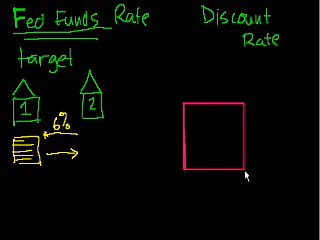 Fed Funds Rate
target
Discount
Rate
1
2
6%